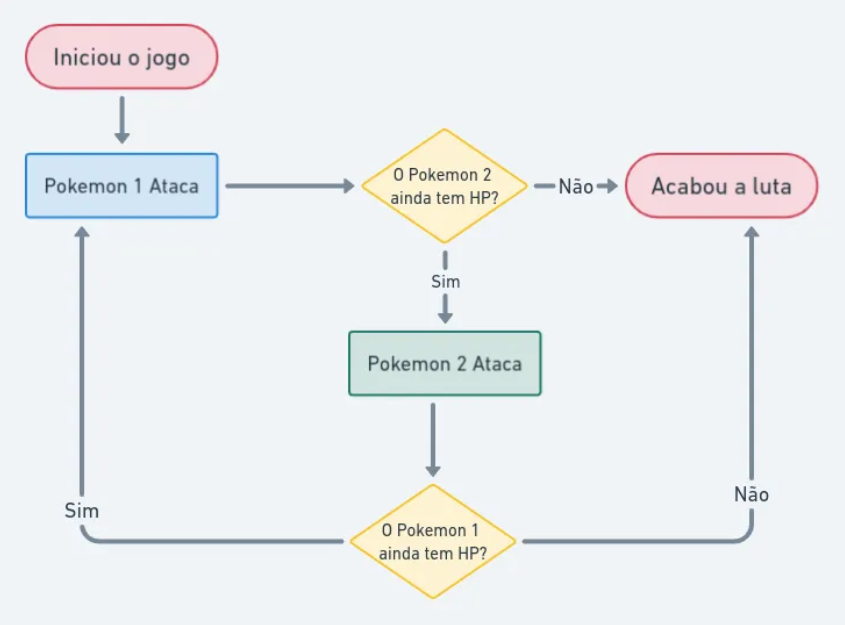 Iniciou o jogo
Pokemon 1 Ataca
O Pokemon 2
ainda tem HP?
Não
Acabou a luta
Sim
Pokemon 2 Ataca
O Pokemon 1
ainda tem HP?
Sim
Não